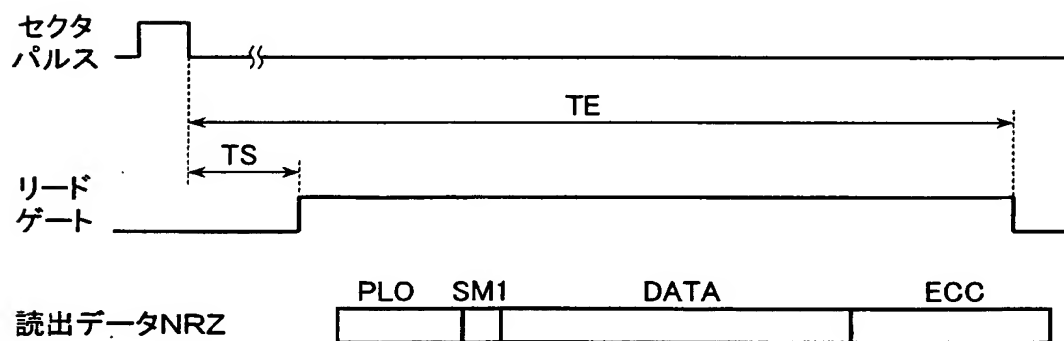 セクタ
パルス
TE
TS
リード
ゲート
PLO SM1 DATA ECC
読出データNRZ